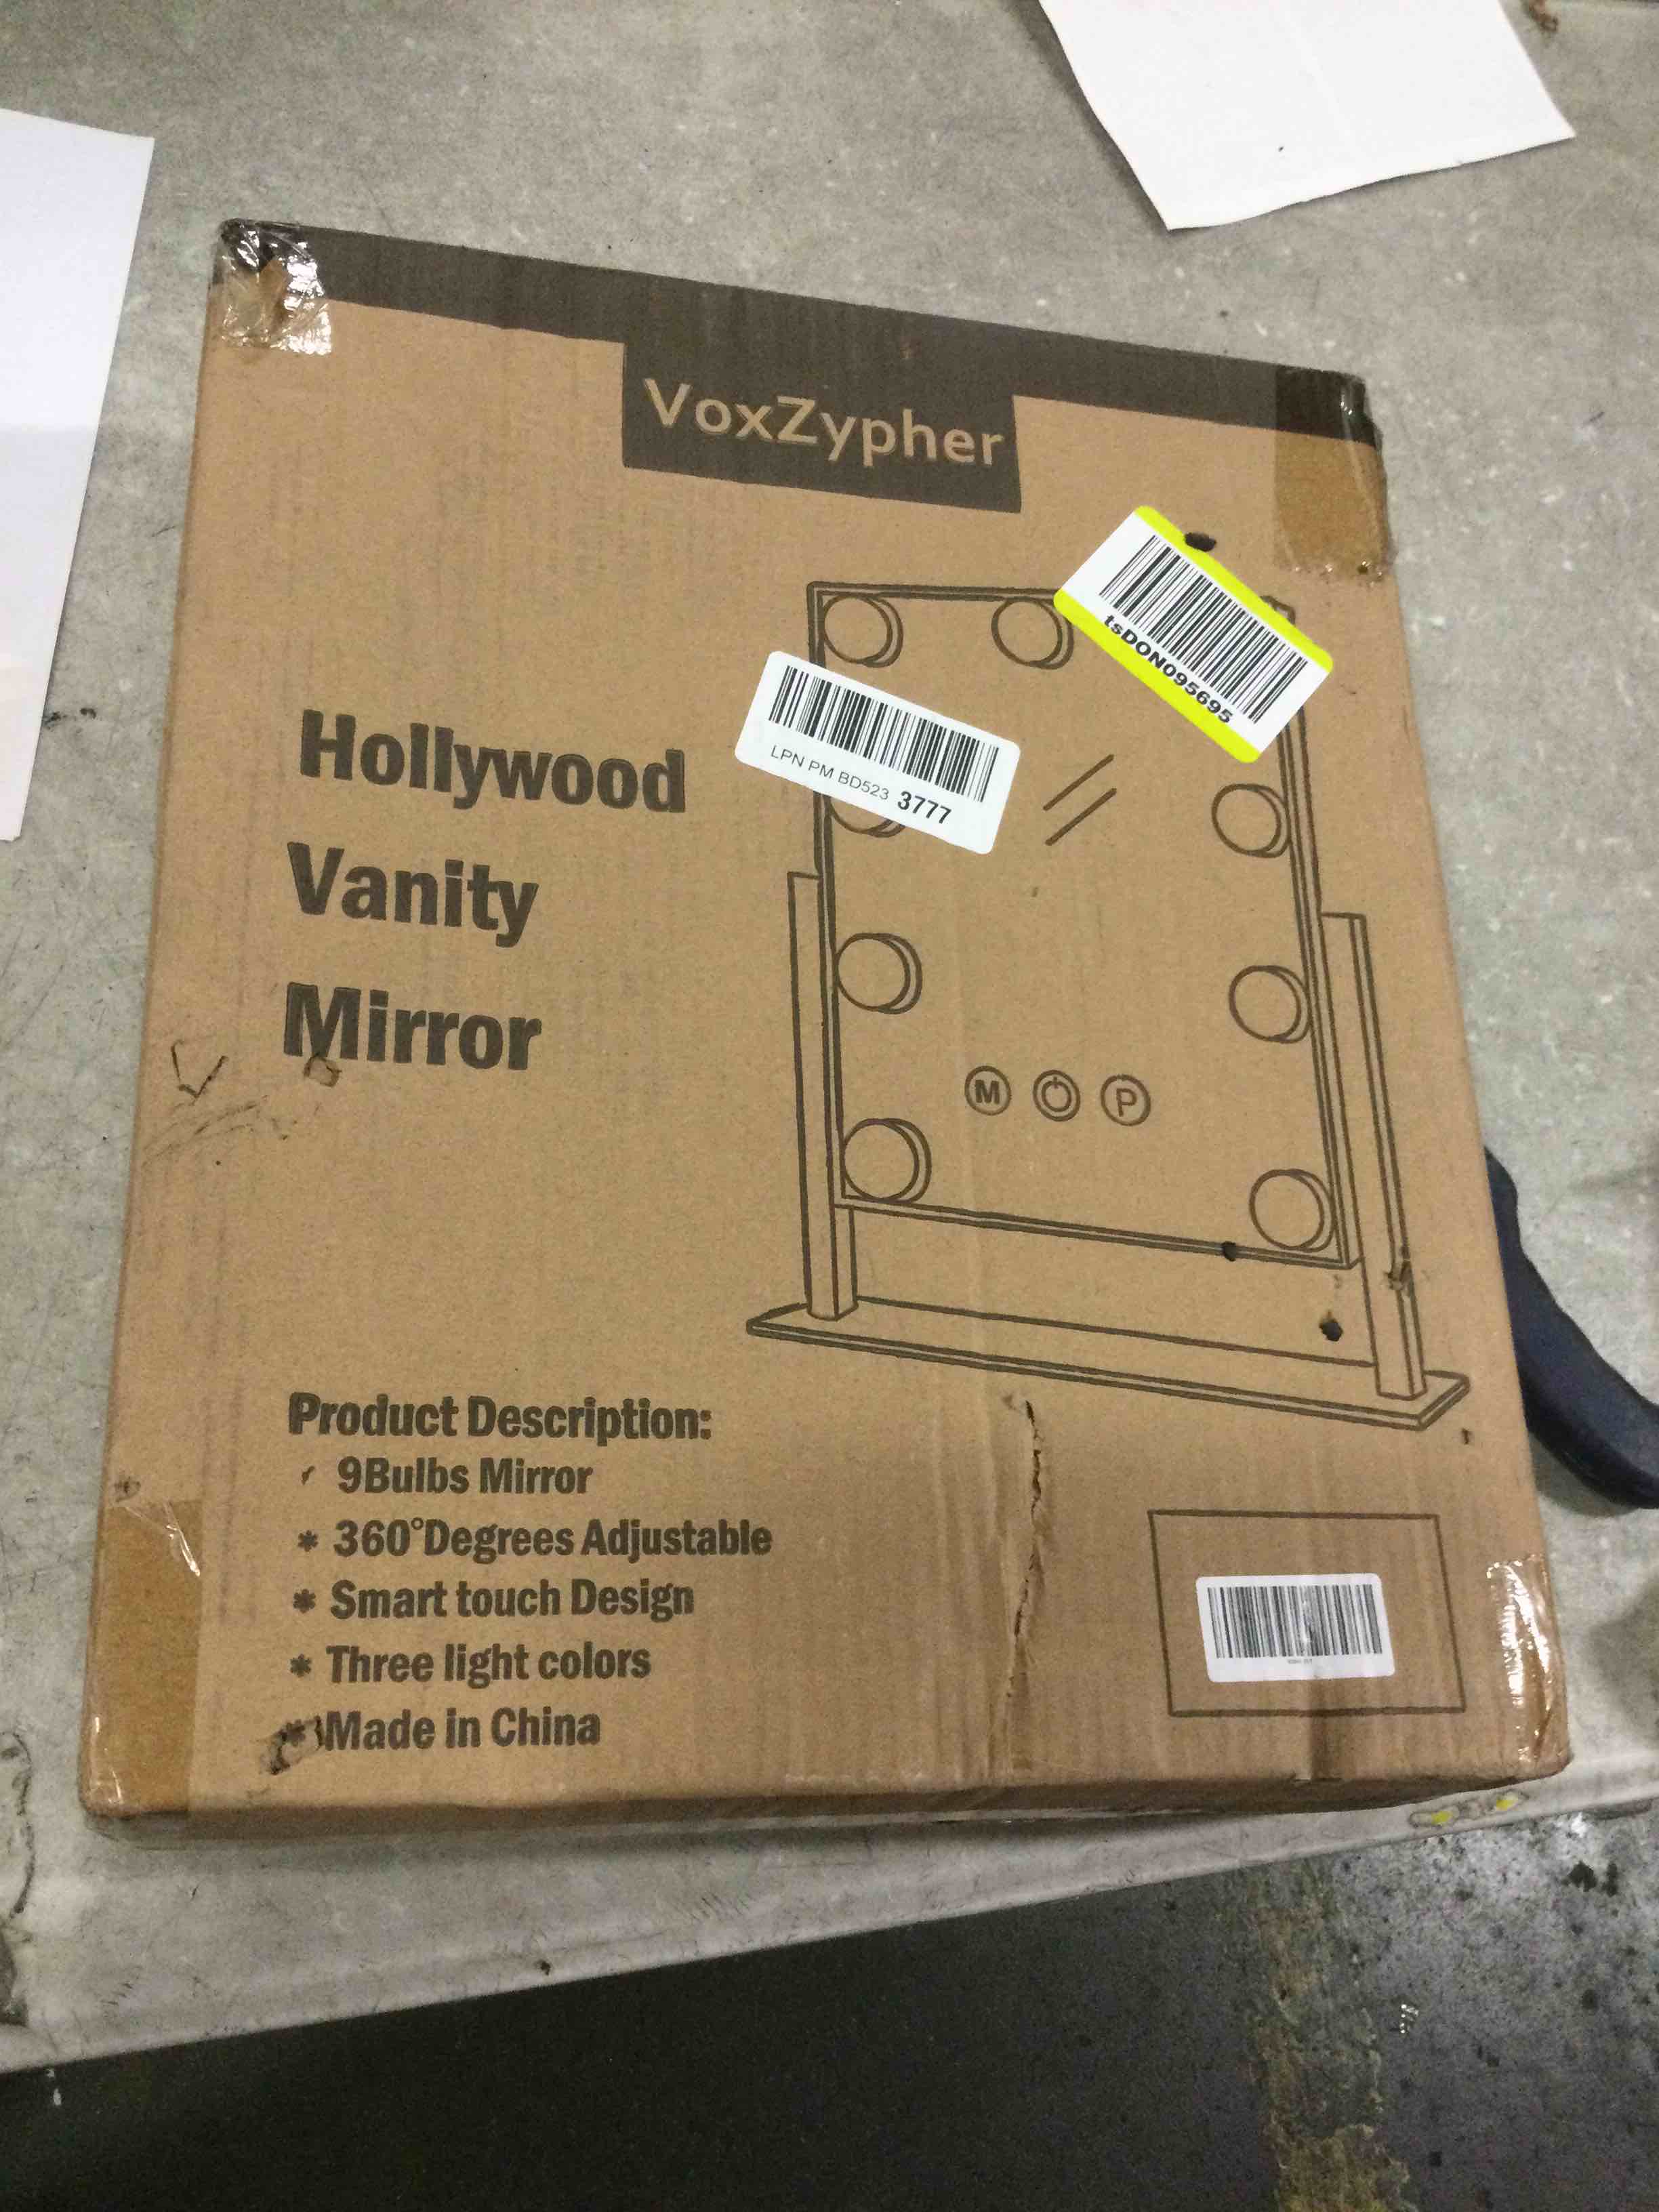 VoxZypher
tsDON095695
LPN PM BD523 3777
Hollywood
Vanity
Mirror
M P
Product Description:
9Bulbs Mirror
* 360°Degrees Adjustable
* Smart touch Design
* Three light colors
* Made in China